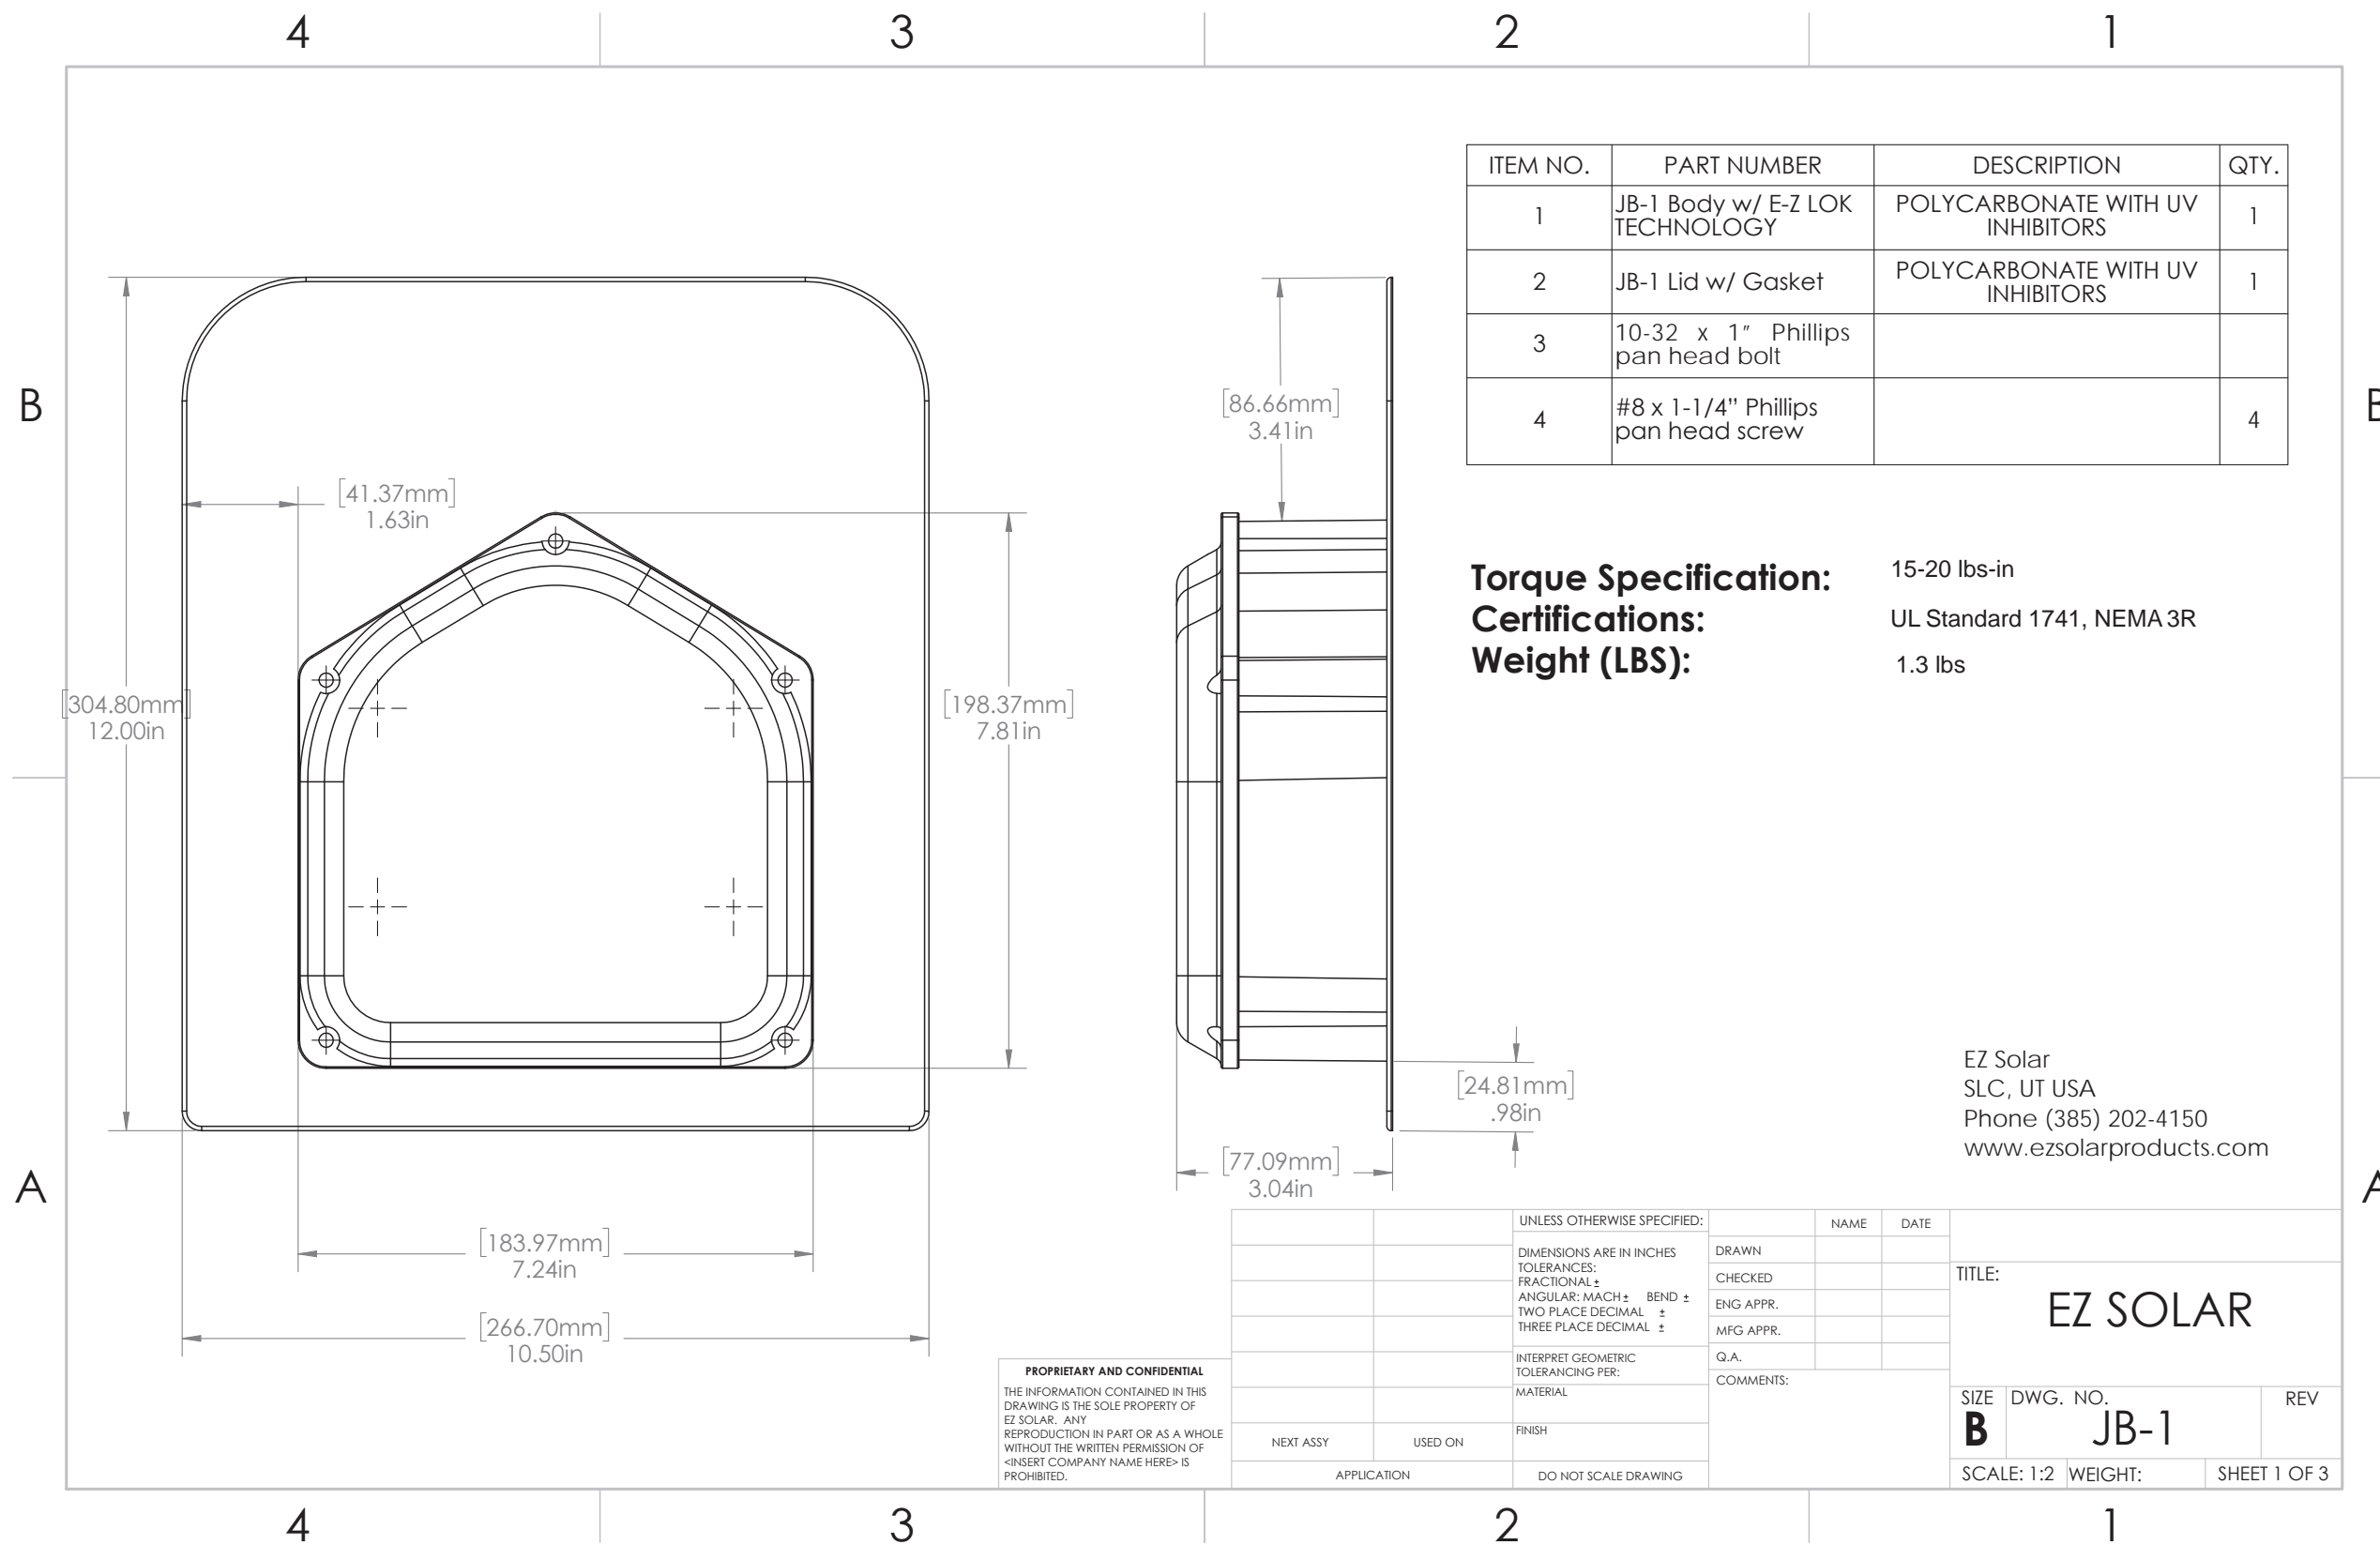 4 3 2 1
ITEM NO. PART NUMBER DESCRIPTION QTY.
1 JB-1 Body w/ E-Z LOK TECHNOLOGY POLYCARBONATE WITH UV INHIBITORS 1
2 JB-1 Lid w/ Gasket POLYCARBONATE WITH UV INHIBITORS 1
3 10-32 x 1″ Phillips pan head bolt
4 #8 x 1-1/4” Phillips pan head screw 4
B
B
[86.66mm]
3.41in
[41.37mm]
1.63in
Torque Specification: 15-20 lbs-in
Certifications: UL Standard 1741, NEMA 3R
Weight (LBS): 1.3 lbs
[304.80mm]
12.00in
[198.37mm]
7.81in
[24.81mm]
.98in
EZ Solar
SLC, UT USA
Phone (385) 202-4150
www.ezsolarproducts.com
[77.09mm]
3.04in
A
A
[183.97mm]
7.24in
[266.70mm]
10.50in
PROPRIETARY AND CONFIDENTIAL
THE INFORMATION CONTAINED IN THIS
DRAWING IS THE SOLE PROPERTY OF
EZ SOLAR. ANY
REPRODUCTION IN PART OR AS A WHOLE
WITHOUT THE WRITTEN PERMISSION OF
<INSERT COMPANY NAME HERE> IS
PROHIBITED.
NEXT ASSY USED ON
APPLICATION
UNLESS OTHERWISE SPECIFIED:
DIMENSIONS ARE IN INCHES
TOLERANCES:
FRACTIONAL ±
ANGULAR: MACH ± BEND ±
TWO PLACE DECIMAL ±
THREE PLACE DECIMAL ±
INTERPRET GEOMETRIC
TOLERANCING PER:
MATERIAL
FINISH
DO NOT SCALE DRAWING
NAME DATE
DRAWN
CHECKED
ENG APPR.
MFG APPR.
Q.A.
COMMENTS:
TITLE:
EZ SOLAR
SIZE DWG. NO. REV
B JB-1
SCALE: 1:2 WEIGHT: SHEET 1 OF 3
4 3 2 1